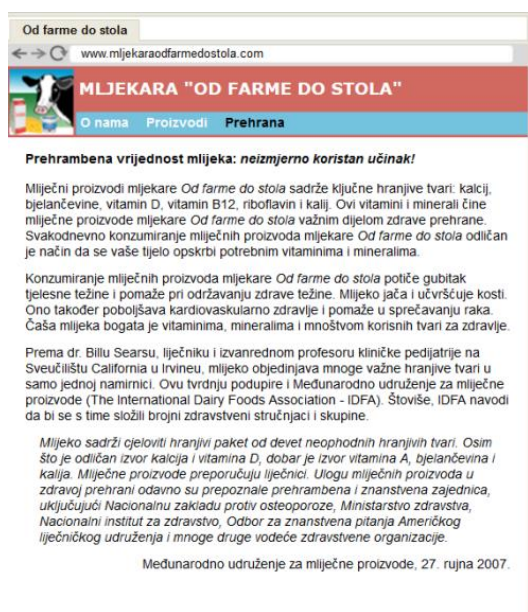 Od farme do stola
www.mljekaraodfarmedostola.com
MLJEKARA "OD FARME DO STOLA"
O nama Proizvodi Prehrana
Prehrambena vrijednost mlijeka: neizmjerno koristan učinak!
Mliječni proizvodi mljekare Od farme do stola sadrže ključne hranjive tvari: kalcij,
bjelančevine, vitamin D, vitamin B12, riboflavin i kalij. Ovi vitamini i minerali čine
mliječne proizvode mljekare Od farme do stola važnim dijelom zdrave prehrane.
Svakodnevno konzumiranje mliječnih proizvoda mljekare Od farme do stola odličan
je način da se vaše tijelo opskrbi potrebnim vitaminima i mineralima.
Konzumiranje mliječnih proizvoda mljekare Od farme do stola potiče gubitak
tjelesne težine i pomaže pri održavanju zdrave težine. Mlijeko jača i učvršćuje kosti.
Ono također poboljšava kardiovaskularno zdravlje i pomaže u sprečavanju raka.
Čaša mlijeka bogata je vitaminima, mineralima i mnoštvom korisnih tvari za zdravlje.
Prema dr. Billu Searsu, liječniku i izvanrednom profesoru kliničke pedijatrije na
Sveučilištu California u Irvineu, mlijeko objedinjava mnoge važne hranjive tvari u
samo jednoj namirnici. Ovu tvrdnju podupire i Međunarodno udruženje za mliječne
proizvode (The International Dairy Foods Association - IDFA). Štoviše, IDFA navodi
da bi se s time složili brojni zdravstveni stručnjaci i skupine.
Mlijeko sadrži cjeloviti hranjivi paket od devet neophodnih hranjivih tvari. Osim
što je odličan izvor kalcija i vitamina D, dobar je izvor vitamina A, bjelančevina i
kalija. Mliječne proizvode preporučuju liječnici. Ulogu mliječnih proizvoda u
zdravoj prehrani odavno su prepoznale prehrambena i znanstvena zajednica,
uključujući Nacionalnu zakladu protiv osteoporoze, Ministarstvo zdravstva,
Nacionalni institut za zdravstvo, Odbor za znanstvena pitanja Američkog
liječničkog udruženja i mnoge druge vodeće zdravstvene organizacije.
Međunarodno udruženje za mliječne proizvode, 27. rujna 2007.